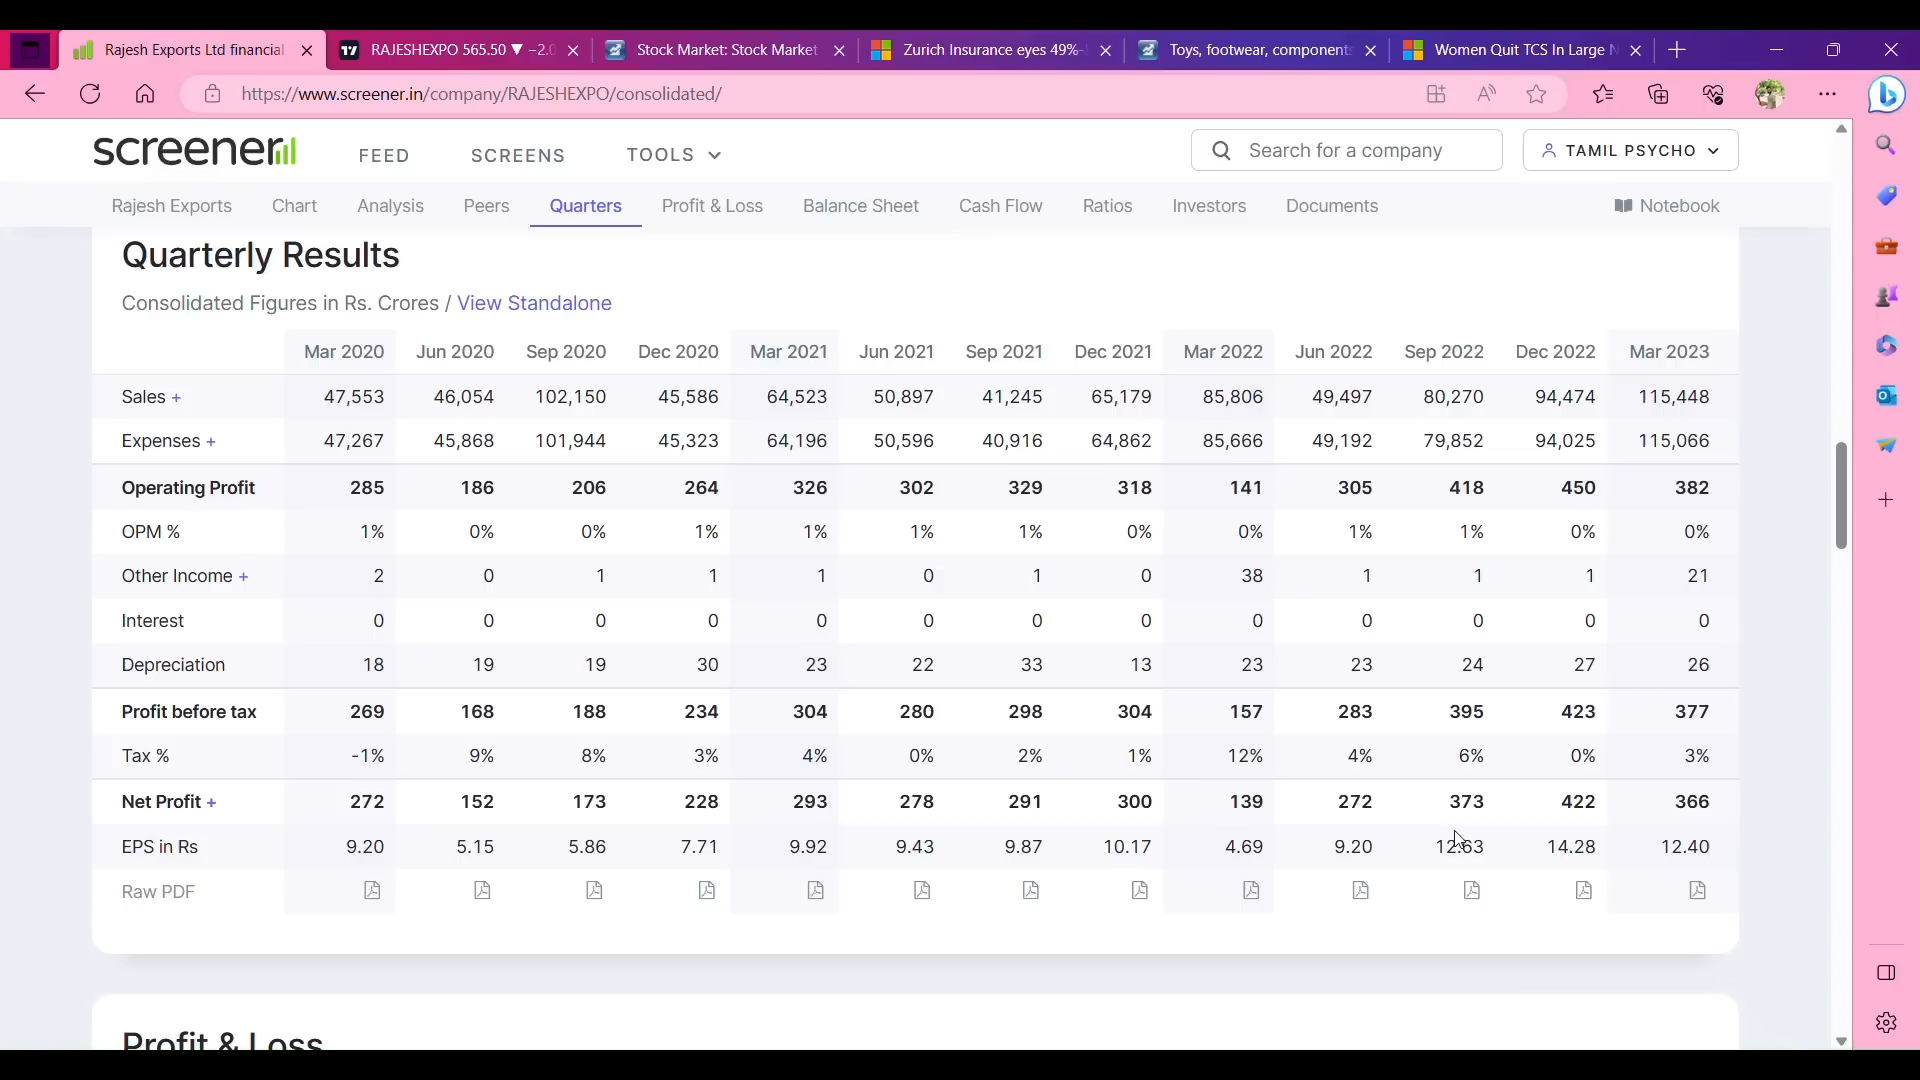 Rajesh Exports Ltd financial
RAJESHEXPO 565.50 ▼ −2.0
Stock Market: Stock Market
Zurich Insurance eyes 49%-
Toys, footwear, components
Women Quit TCS In Large N
https://www.screener.in/company/RAJESHEXPO/consolidated/
screener
FEED
SCREENS
TOOLS
Search for a company
TAMIL PSYCHO
Rajesh Exports
Chart
Analysis
Peers
Quarters
Profit & Loss
Balance Sheet
Cash Flow
Ratios
Investors
Documents
Notebook
Quarterly Results
Consolidated Figures in Rs. Crores / View Standalone
Mar 2020 Jun 2020 Sep 2020 Dec 2020 Mar 2021 Jun 2021 Sep 2021 Dec 2021 Mar 2022 Jun 2022 Sep 2022 Dec 2022 Mar 2023
Sales + 47,553 46,054 102,150 45,586 64,523 50,897 41,245 65,179 85,806 49,497 80,270 94,474 115,448
Expenses + 47,267 45,868 101,944 45,323 64,196 50,596 40,916 64,862 85,666 49,192 79,852 94,025 115,066
Operating Profit 285 186 206 264 326 302 329 318 141 305 418 450 382
OPM % 1% 0% 0% 1% 1% 1% 1% 0% 0% 1% 1% 0% 0%
Other Income + 2 0 1 1 1 0 1 0 38 1 1 1 21
Interest 0 0 0 0 0 0 0 0 0 0 0 0 0
Depreciation 18 19 19 30 23 22 33 13 23 23 24 27 26
Profit before tax 269 168 188 234 304 280 298 304 157 283 395 423 377
Tax % -1% 9% 8% 3% 4% 0% 2% 1% 12% 4% 6% 0% 3%
Net Profit + 272 152 173 228 293 278 291 300 139 272 373 422 366
EPS in Rs 9.20 5.15 5.86 7.71 9.92 9.43 9.87 10.17 4.69 9.20 12.63 14.28 12.40
Raw PDF
Profit & Loss